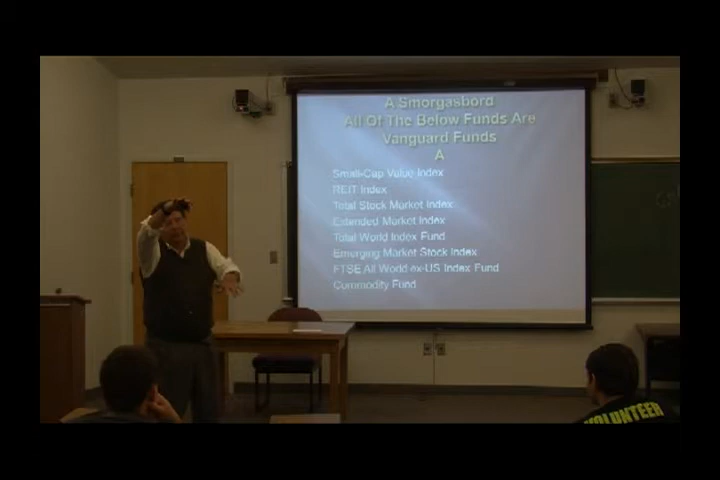 A Smorgasbord
All Of The Below Funds Are
Vanguard Funds
A
Small-Cap Value Index
REIT Index
Total Stock Market Index
Extended Market Index
Total World Index Fund
Emerging Market Stock Index
FTSE All World ex-US Index Fund
Commodity Fund
VOLUNTEER